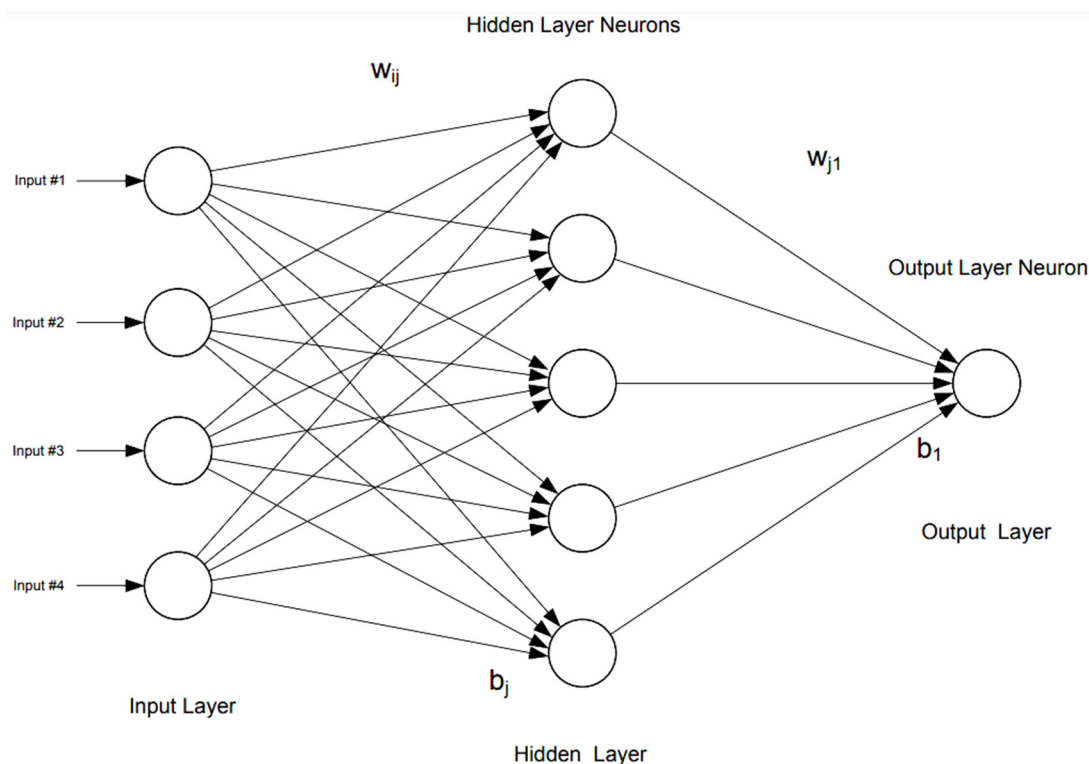 Hidden Layer Neurons
wij
wj1
Input #1
Output Layer Neuron
Input #2
b1
Input #3
Output Layer
Input #4
bj
Input Layer
Hidden Layer